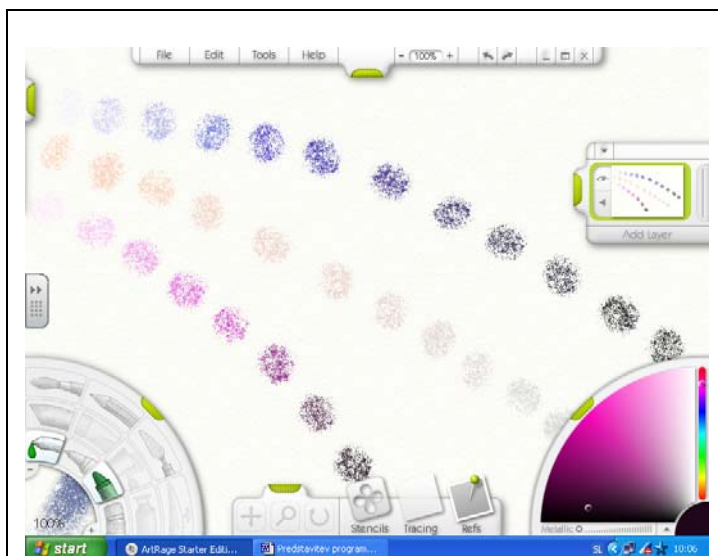 File Edit Tools Help - 100% +
Add Layer
100%
Stencils Tracing Refs
Metallic
start ArtRage Starter Editi... Predstavitev program... SL 10:06